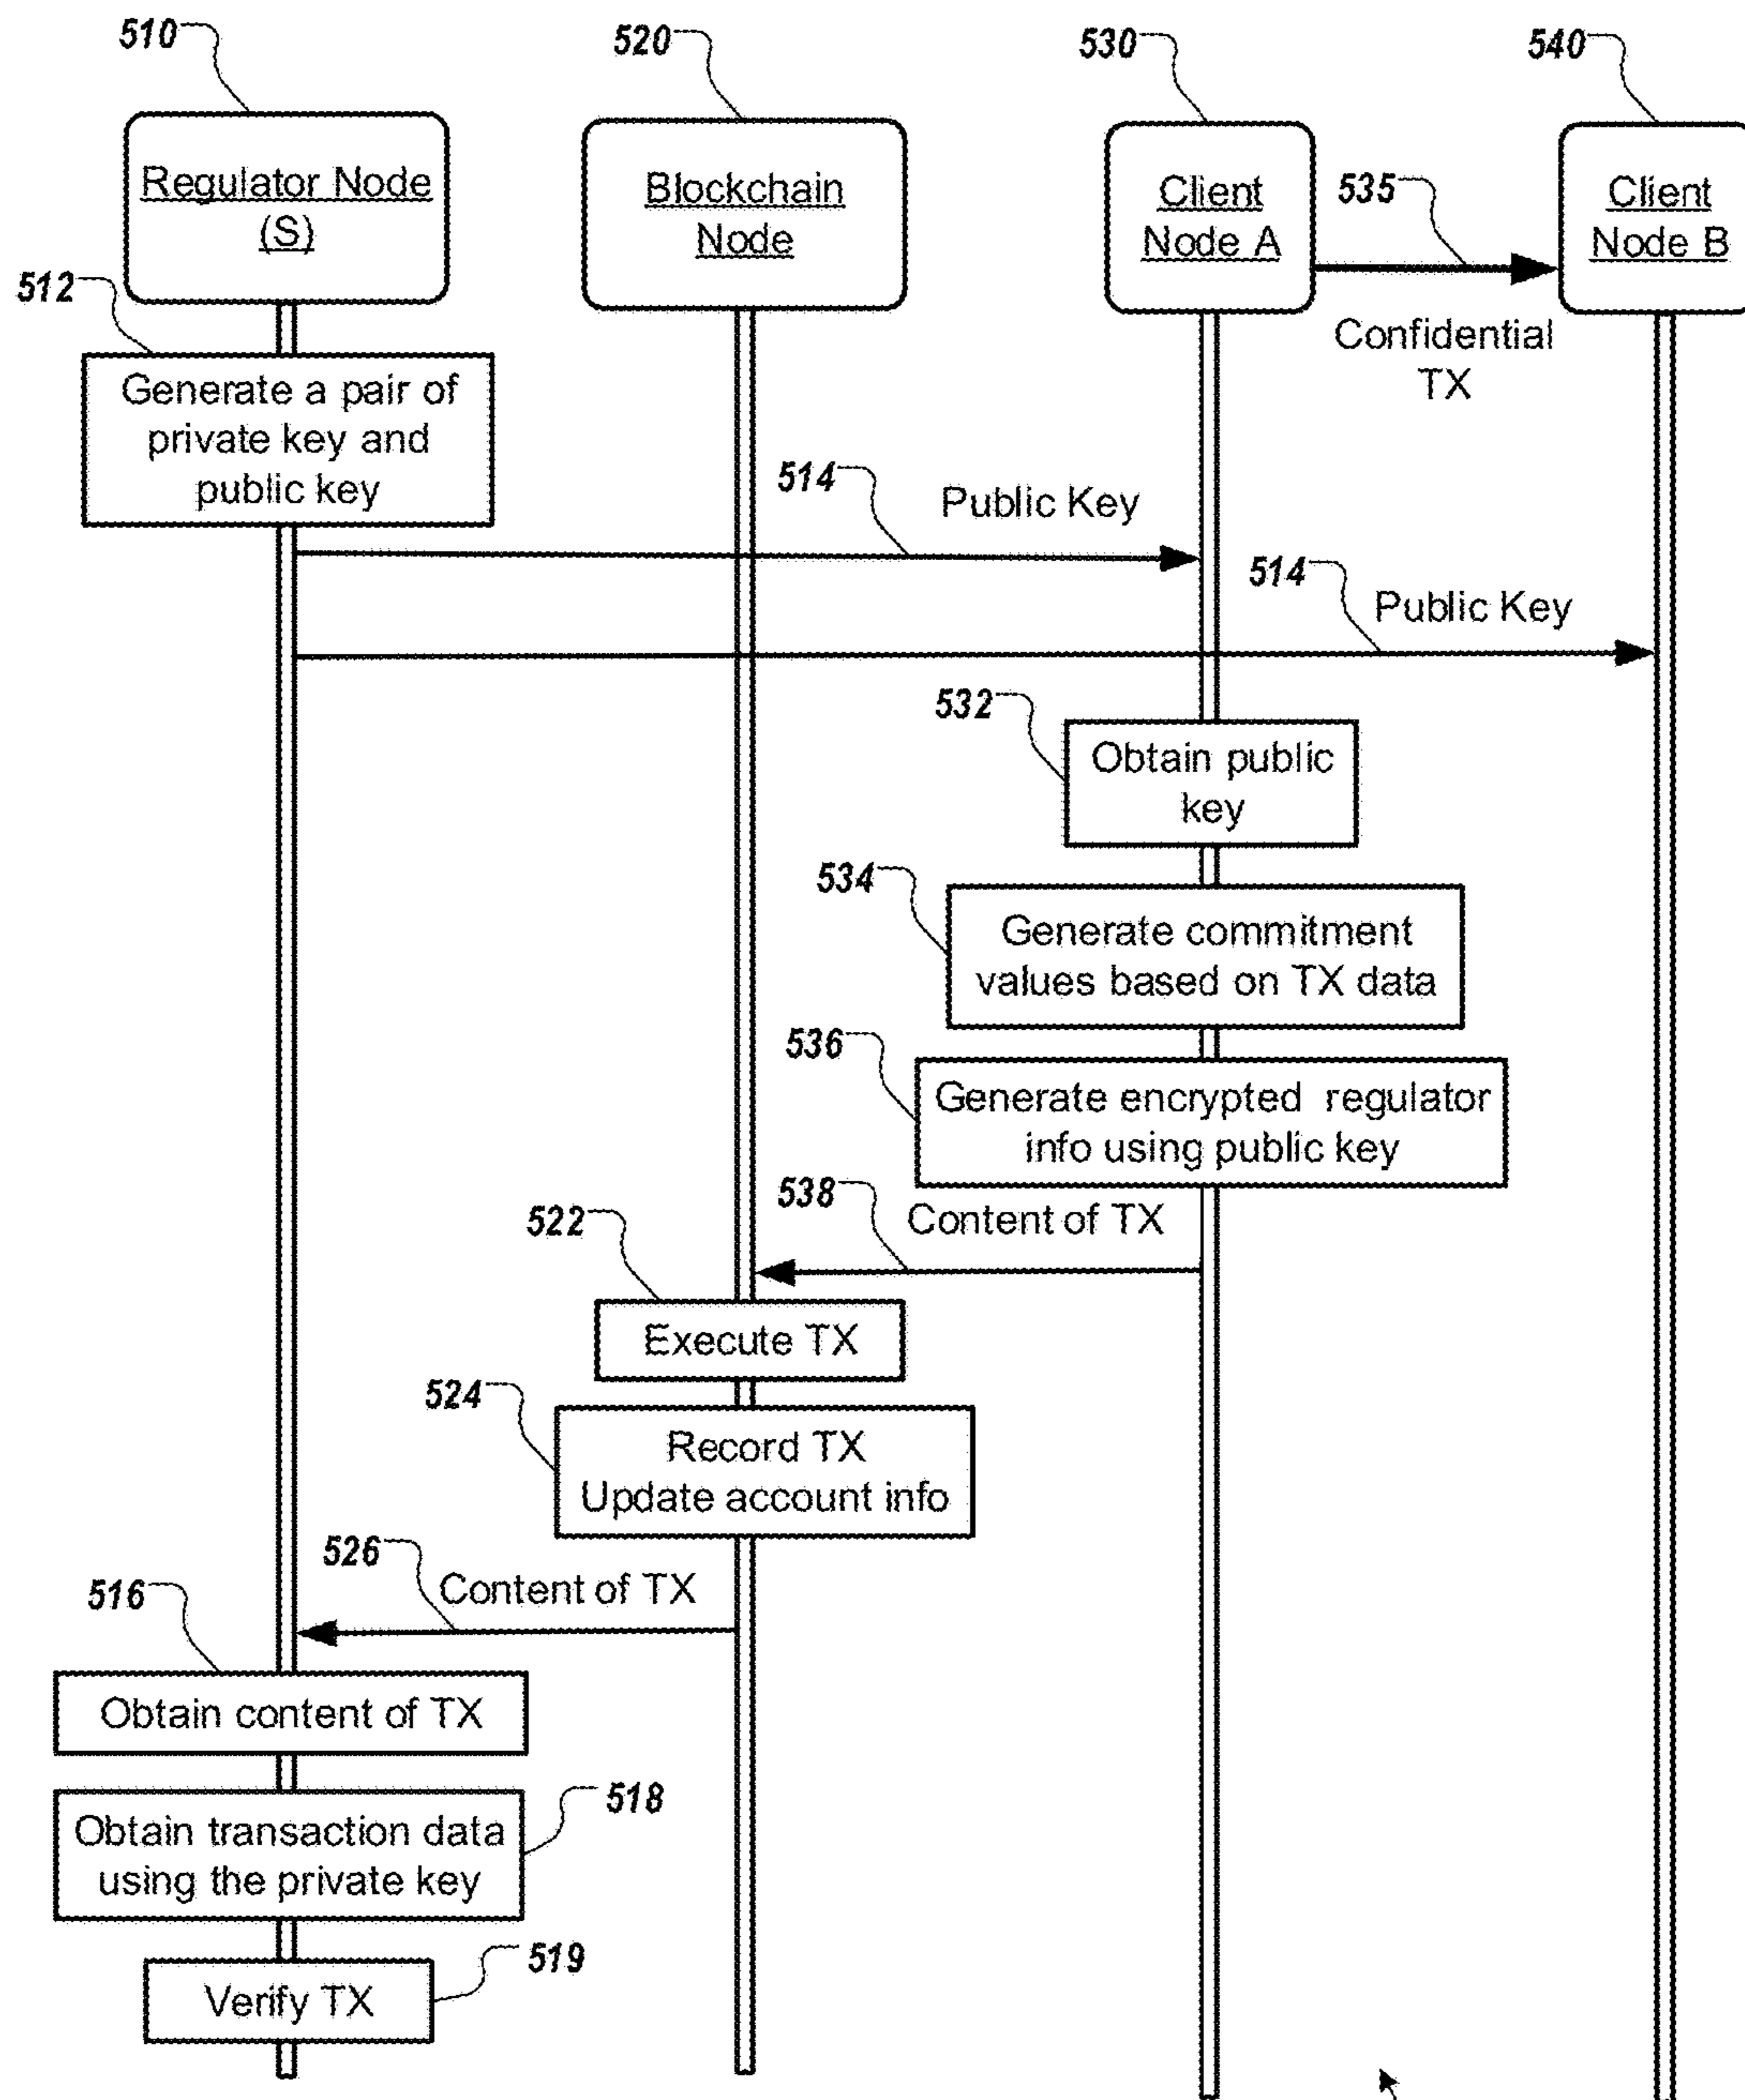 510
520
530
540
Regulator Node
(S)
Blockchain
Node
Client
Node A
535
Client
Node B
Confidential
TX
512
Generate a pair of
private key and
public key
514
Public Key
514
Public Key
532
Obtain public
key
534
Generate commitment
values based on TX data
536
Generate encrypted regulator
info using public key
538
Content of TX
522
Execute TX
524
Record TX
Update account info
526
Content of TX
516
Obtain content of TX
518
Obtain transaction data
using the private key
519
Verify TX